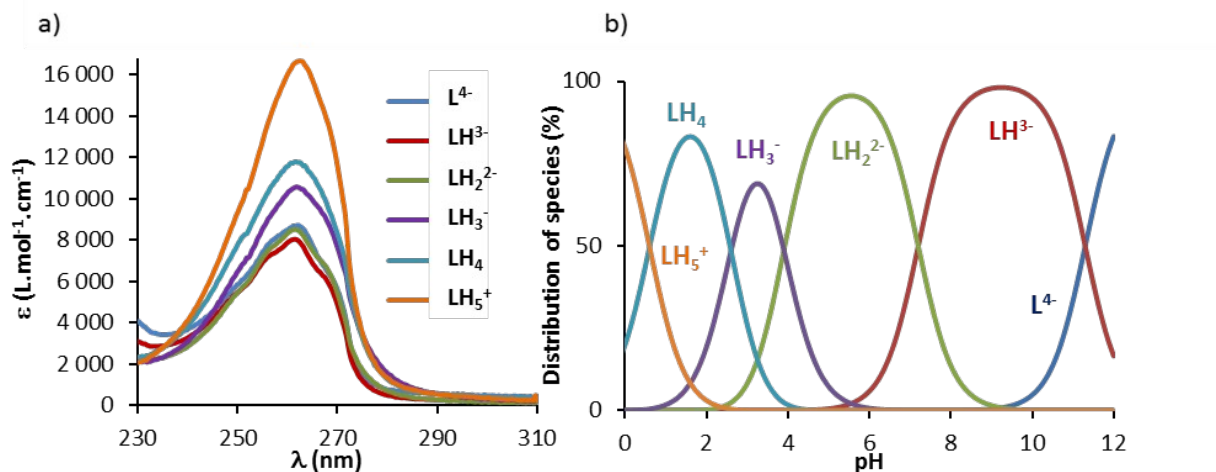 a)
ε (L.mol⁻¹.cm⁻¹)
16 000
14 000
12 000
10 000
8 000
6 000
4 000
2 000
0
230
250
270
290
310
λ (nm)
L⁴⁻
LH³⁻
LH₂²⁻
LH₃⁻
LH₄
LH₅⁺
b)
Distribution of species (%)
100
50
0
0
2
4
6
8
10
12
pH
LH₄
LH₃⁻
LH₂²⁻
LH³⁻
LH₅⁺
L⁴⁻